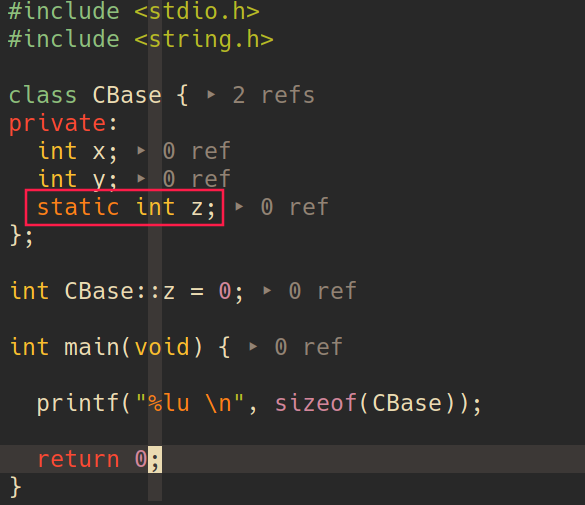 #include <stdio.h>
#include <string.h>
class CBase { ▸ 2 refs
private:
int x; ▸ 0 ref
int y; ▸ 0 ref
static int z; ▸ 0 ref
};
int CBase::z = 0; ▸ 0 ref
int main(void) { ▸ 0 ref
printf("%lu \n", sizeof(CBase));
return 0;
}